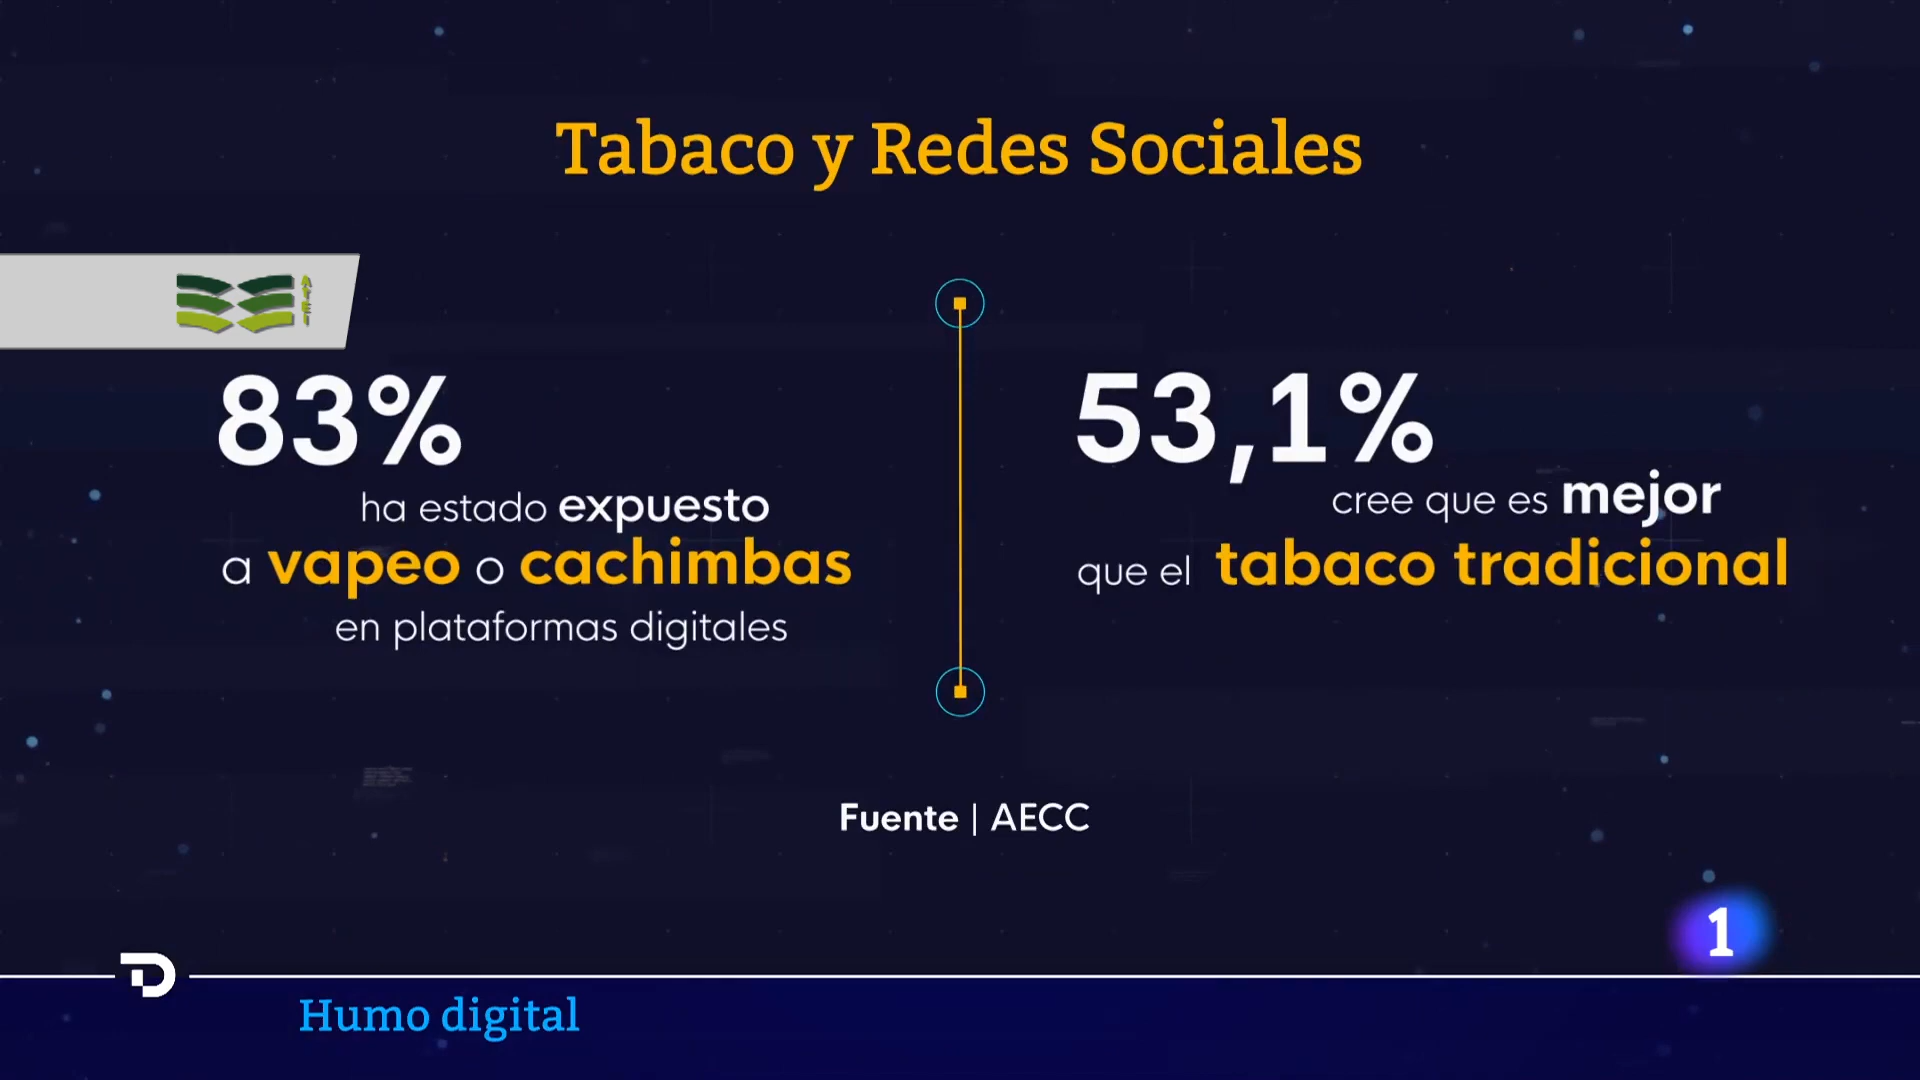 Tabaco y Redes Sociales
ATEI
83%
ha estado expuesto
a vapeo o cachimbas
en plataformas digitales
53,1%
cree que es mejor
que el tabaco tradicional
Fuente | AECC
1
Humo digital